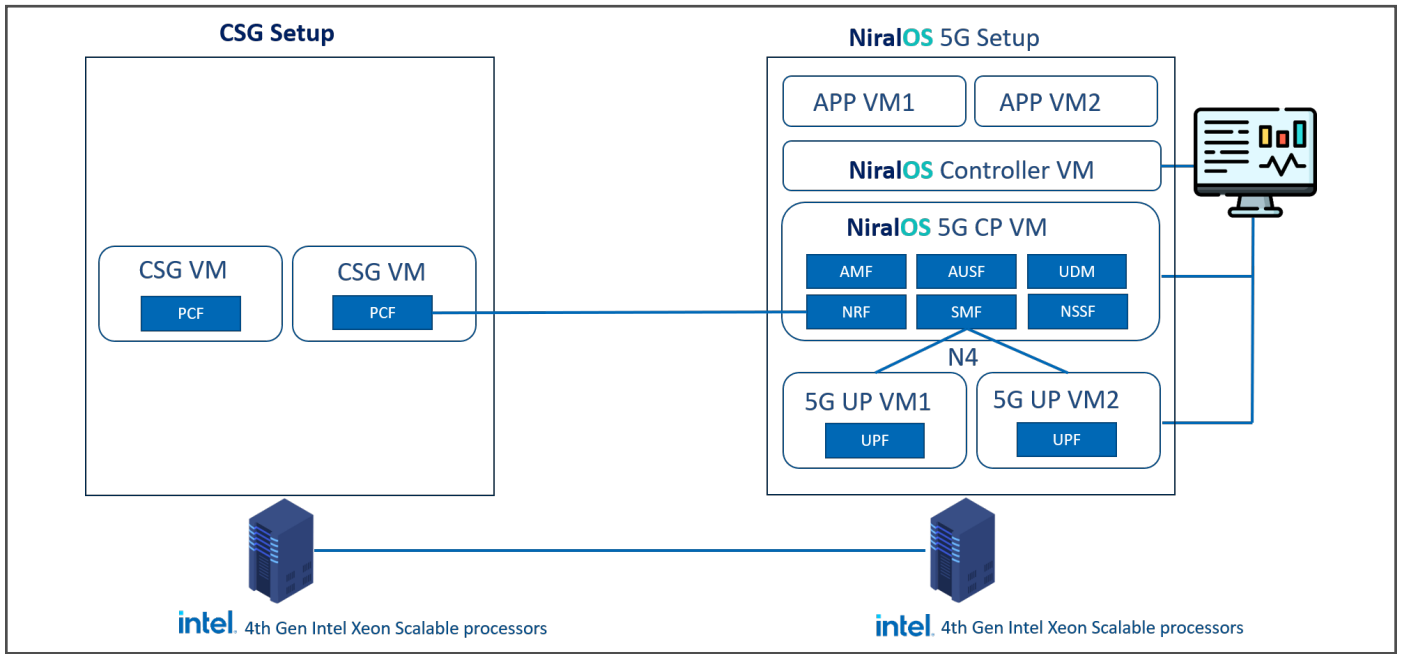 CSG Setup
NiralOS 5G Setup
APP VM1
APP VM2
NiralOS Controller VM
NiralOS 5G CP VM
AMF
AUSF
UDM
NRF
SMF
NSSF
CSG VM
PCF
CSG VM
PCF
N4
5G UP VM1
UPF
5G UP VM2
UPF
intel. 4th Gen Intel Xeon Scalable processors
intel. 4th Gen Intel Xeon Scalable processors